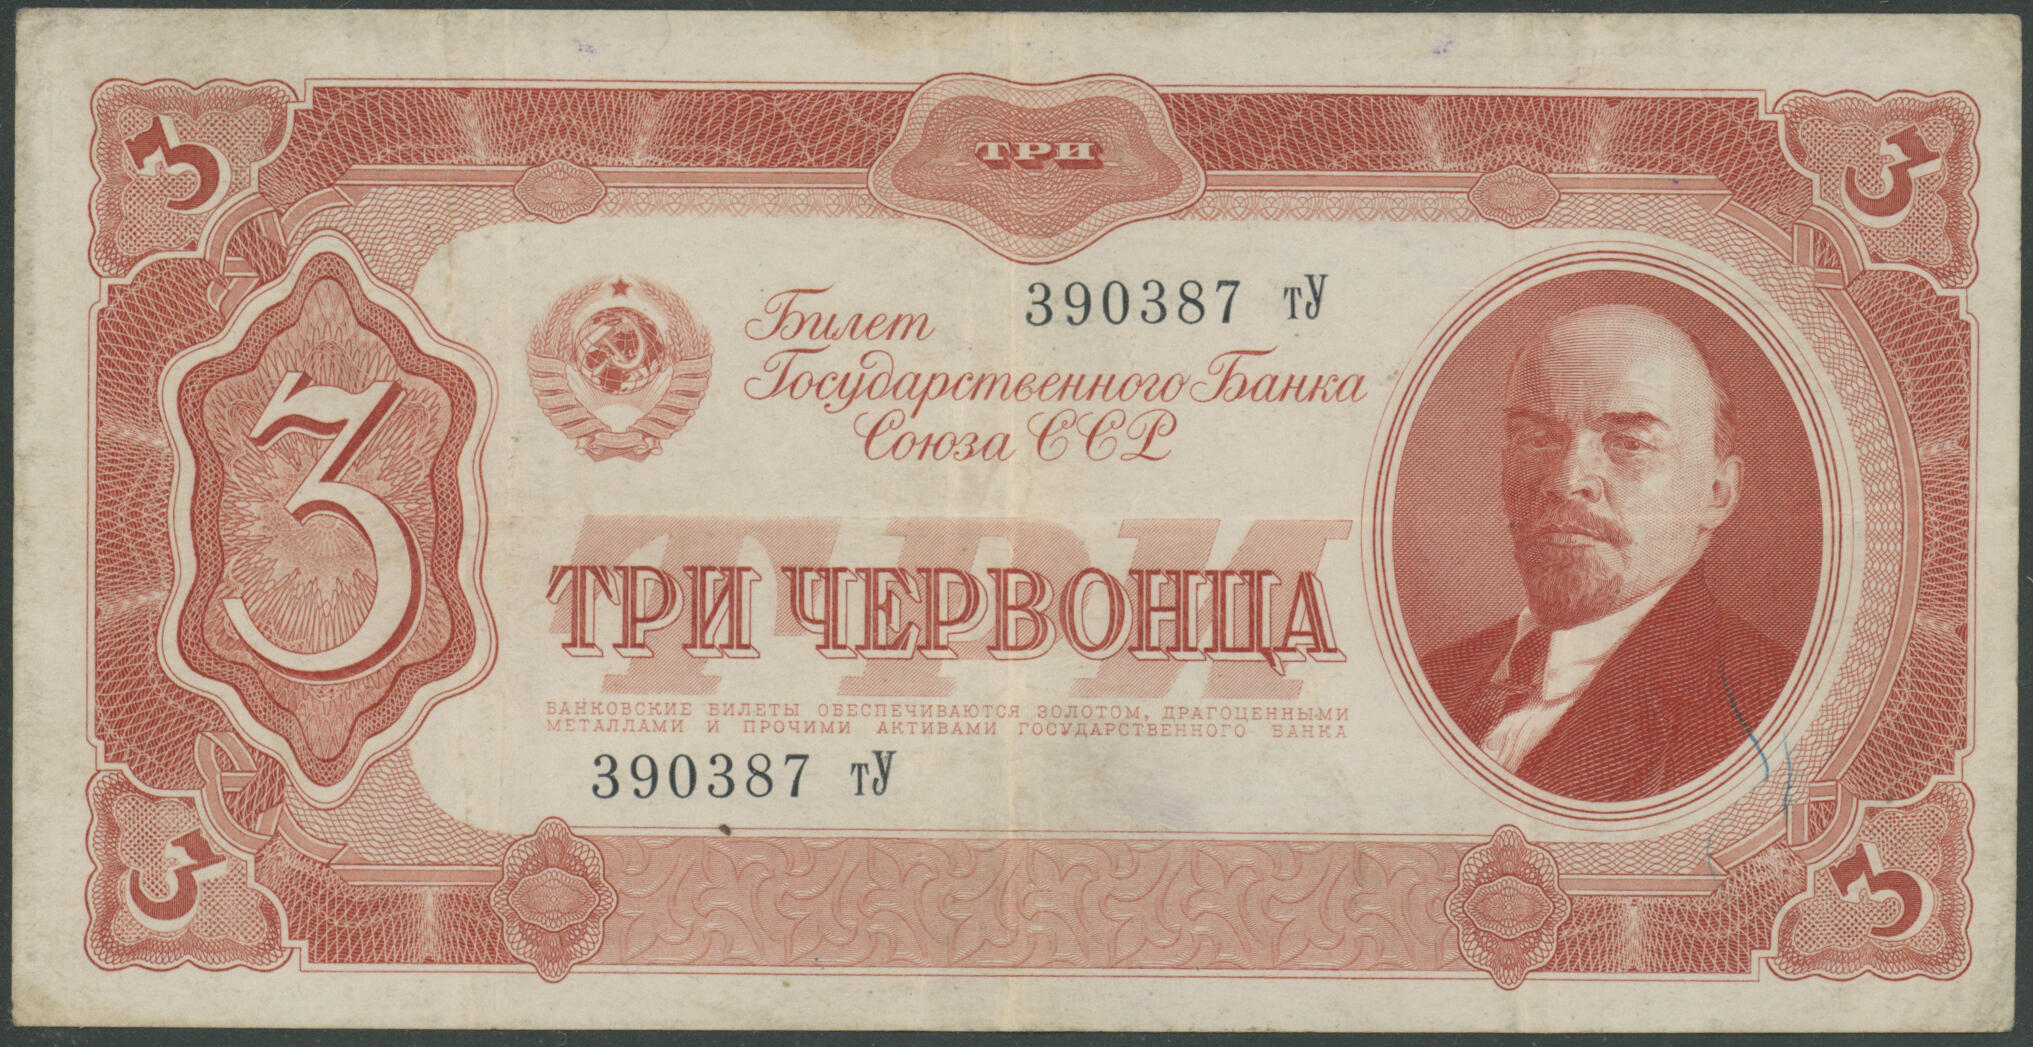 3
ТРИ
3
3
Билет
390387 тУ
Государственного Банка
Союза ССР
ТРИ
ТРИ ЧЕРВОНЦА
БАНКОВСКИЕ БИЛЕТЫ ОБЕСПЕЧИВАЮТСЯ ЗОЛОТОМ, ДРАГОЦЕННЫМИ
МЕТАЛЛАМИ И ПРОЧИМИ АКТИВАМИ ГОСУДАРСТВЕННОГО БАНКА
390387 тУ
3
3